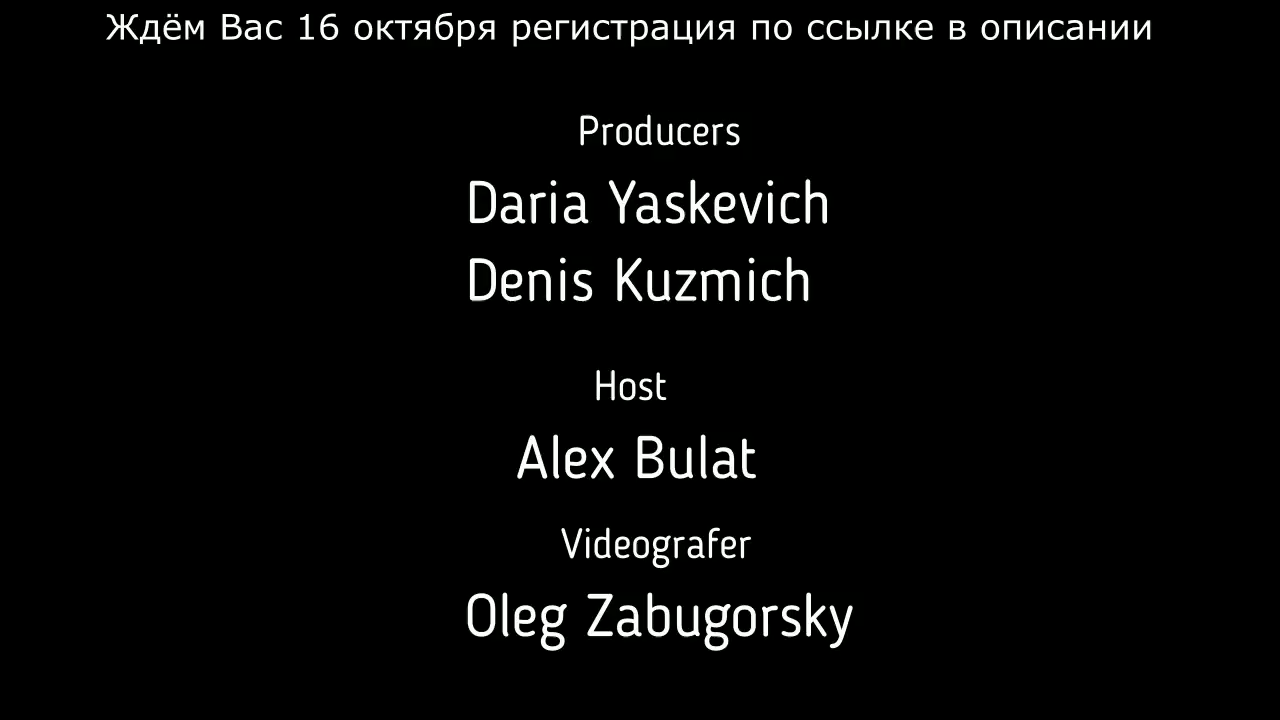 Ждём Вас 16 октября регистрация по ссылке в описании
Producers
Daria Yaskevich
Denis Kuzmich
Host
Alex Bulat
Videografer
Oleg Zabugorsky